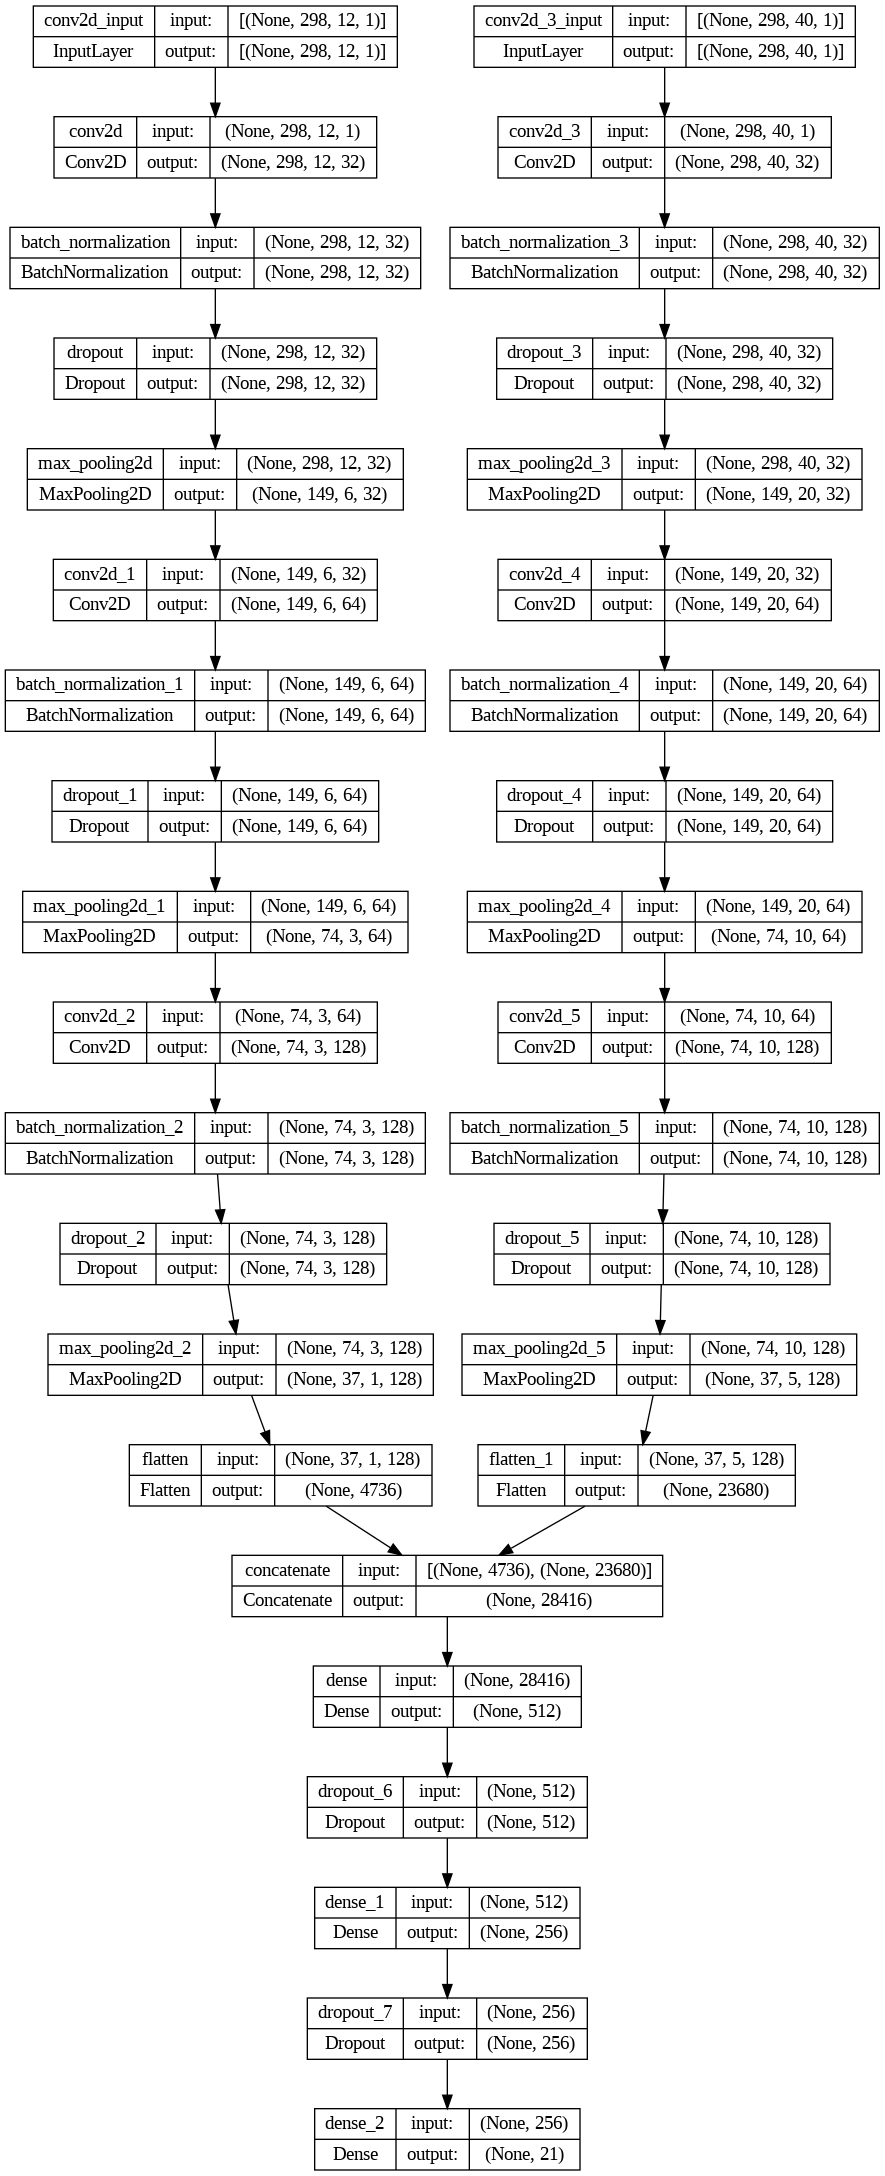 conv2d_input input: [(None, 298, 12, 1)]
InputLayer output: [(None, 298, 12, 1)]
conv2d_3_input input: [(None, 298, 40, 1)]
InputLayer output: [(None, 298, 40, 1)]
conv2d input: (None, 298, 12, 1)
Conv2D output: (None, 298, 12, 32)
conv2d_3 input: (None, 298, 40, 1)
Conv2D output: (None, 298, 40, 32)
batch_normalization input: (None, 298, 12, 32)
BatchNormalization output: (None, 298, 12, 32)
batch_normalization_3 input: (None, 298, 40, 32)
BatchNormalization output: (None, 298, 40, 32)
dropout input: (None, 298, 12, 32)
Dropout output: (None, 298, 12, 32)
dropout_3 input: (None, 298, 40, 32)
Dropout output: (None, 298, 40, 32)
max_pooling2d input: (None, 298, 12, 32)
MaxPooling2D output: (None, 149, 6, 32)
max_pooling2d_3 input: (None, 298, 40, 32)
MaxPooling2D output: (None, 149, 20, 32)
conv2d_1 input: (None, 149, 6, 32)
Conv2D output: (None, 149, 6, 64)
conv2d_4 input: (None, 149, 20, 32)
Conv2D output: (None, 149, 20, 64)
batch_normalization_1 input: (None, 149, 6, 64)
BatchNormalization output: (None, 149, 6, 64)
batch_normalization_4 input: (None, 149, 20, 64)
BatchNormalization output: (None, 149, 20, 64)
dropout_1 input: (None, 149, 6, 64)
Dropout output: (None, 149, 6, 64)
dropout_4 input: (None, 149, 20, 64)
Dropout output: (None, 149, 20, 64)
max_pooling2d_1 input: (None, 149, 6, 64)
MaxPooling2D output: (None, 74, 3, 64)
max_pooling2d_4 input: (None, 149, 20, 64)
MaxPooling2D output: (None, 74, 10, 64)
conv2d_2 input: (None, 74, 3, 64)
Conv2D output: (None, 74, 3, 128)
conv2d_5 input: (None, 74, 10, 64)
Conv2D output: (None, 74, 10, 128)
batch_normalization_2 input: (None, 74, 3, 128)
BatchNormalization output: (None, 74, 3, 128)
batch_normalization_5 input: (None, 74, 10, 128)
BatchNormalization output: (None, 74, 10, 128)
dropout_2 input: (None, 74, 3, 128)
Dropout output: (None, 74, 3, 128)
dropout_5 input: (None, 74, 10, 128)
Dropout output: (None, 74, 10, 128)
max_pooling2d_2 input: (None, 74, 3, 128)
MaxPooling2D output: (None, 37, 1, 128)
max_pooling2d_5 input: (None, 74, 10, 128)
MaxPooling2D output: (None, 37, 5, 128)
flatten input: (None, 37, 1, 128)
Flatten output: (None, 4736)
flatten_1 input: (None, 37, 5, 128)
Flatten output: (None, 23680)
concatenate input: [(None, 4736), (None, 23680)]
Concatenate output: (None, 28416)
dense input: (None, 28416)
Dense output: (None, 512)
dropout_6 input: (None, 512)
Dropout output: (None, 512)
dense_1 input: (None, 512)
Dense output: (None, 256)
dropout_7 input: (None, 256)
Dropout output: (None, 256)
dense_2 input: (None, 256)
Dense output: (None, 21)